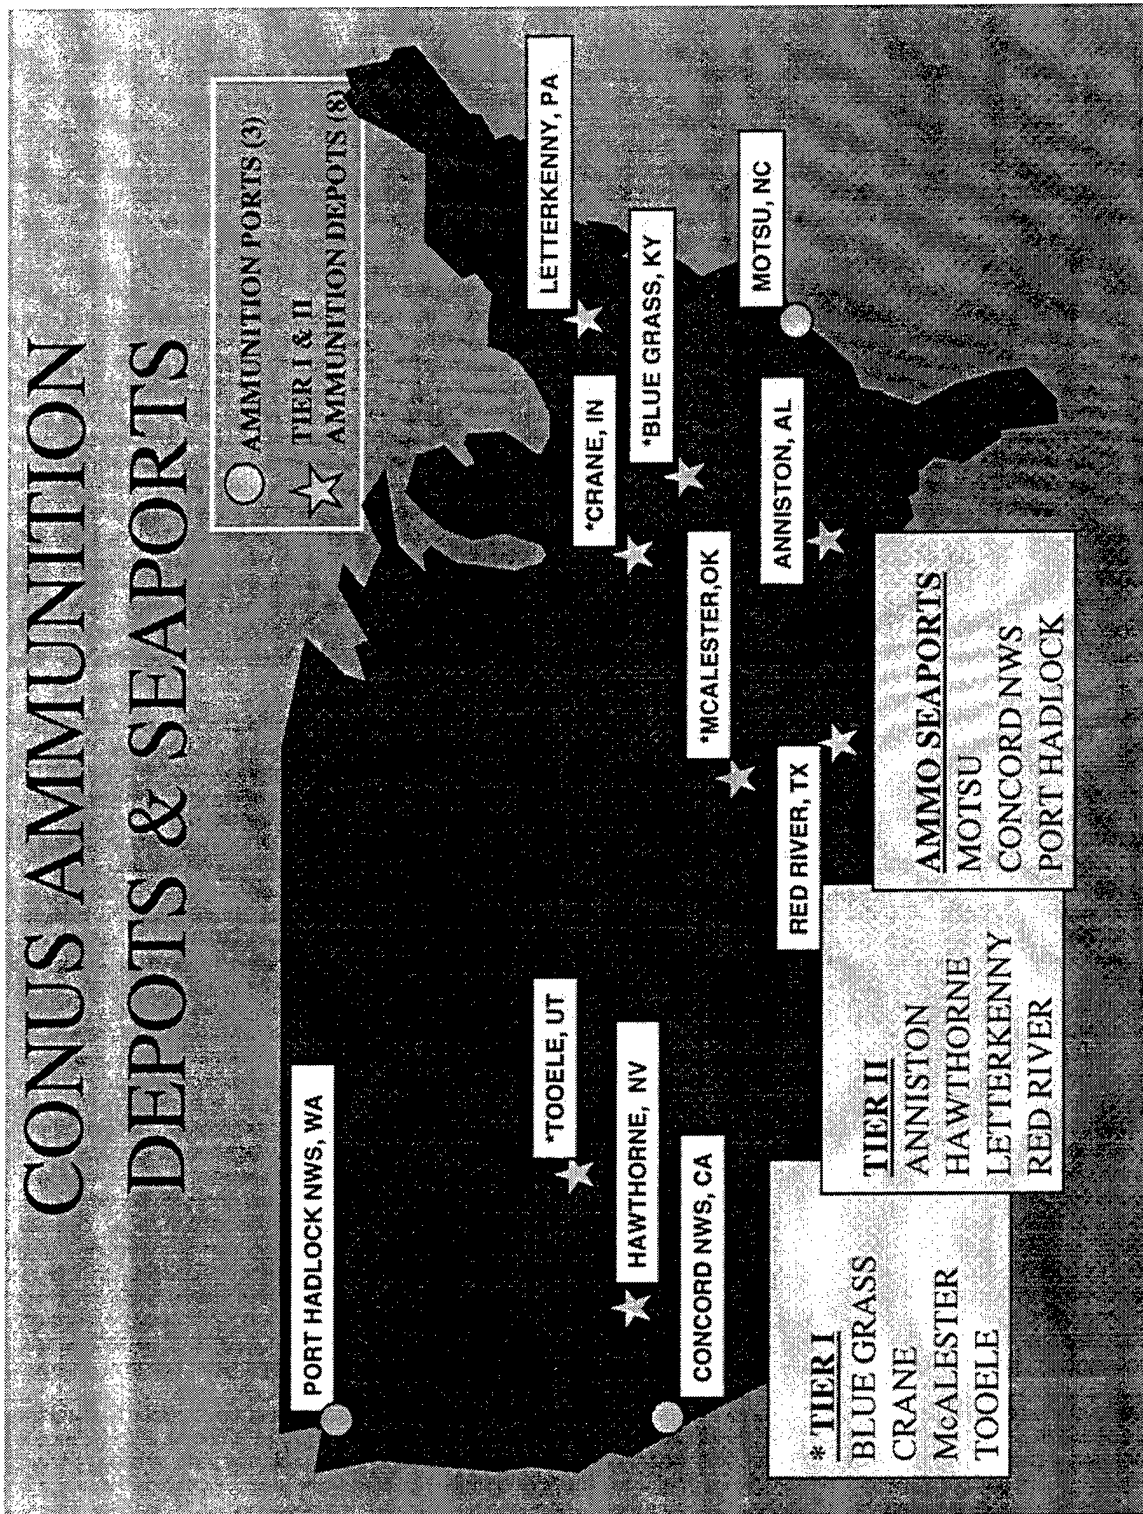 CONUS AMMUNITION
DEPOTS & SEAPORTS
AMMUNITION PORTS (3)
TIER I & II
AMMUNITION DEPOTS (8)
PORT HADLOCK NWS, WA
*TOOELE, UT
HAWTHORNE, NV
CONCORD NWS, CA
LETTERKENNY, PA
*CRANE, IN
*BLUE GRASS, KY
*MCALESTER,OK
MOTSU, NC
ANNISTON, AL
RED RIVER, TX
* TIER I
BLUE GRASS
CRANE
McALESTER
TOOELE
TIER II
ANNISTON
HAWTHORNE
LETTERKENNY
RED RIVER
AMMO SEAPORTS
MOTSU
CONCORD NWS
PORT HADLOCK